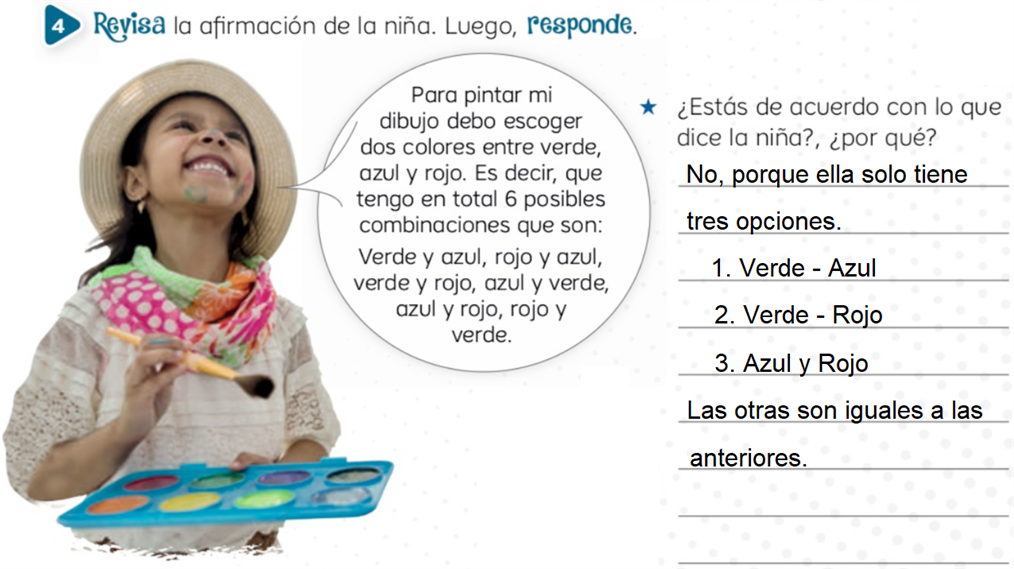 4 Revisa la afirmación de la niña. Luego, responde.
Para pintar mi
dibujo debo escoger
dos colores entre verde,
azul y rojo. Es decir, que
tengo en total 6 posibles
combinaciones que son:
Verde y azul, rojo y azul,
verde y rojo, azul y verde,
azul y rojo, rojo y
verde.
¿Estás de acuerdo con lo que
dice la niña?, ¿por qué?
No, porque ella solo tiene
tres opciones.
1. Verde - Azul
2. Verde - Rojo
3. Azul y Rojo
Las otras son iguales a las
anteriores.